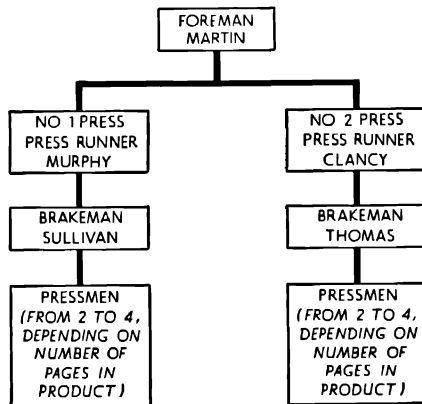 FOREMAN
MARTIN
NO 1 PRESS
PRESS RUNNER
MURPHY
BRAKEMAN
SULLIVAN
PRESSMEN
(FROM 2 TO 4,
DEPENDING ON
NUMBER OF
PAGES IN
PRODUCT)
NO 2 PRESS
PRESS RUNNER
CLANCY
BRAKEMAN
THOMAS
PRESSMEN
(FROM 2 TO 4,
DEPENDING ON
NUMBER OF
PAGES IN
PRODUCT)